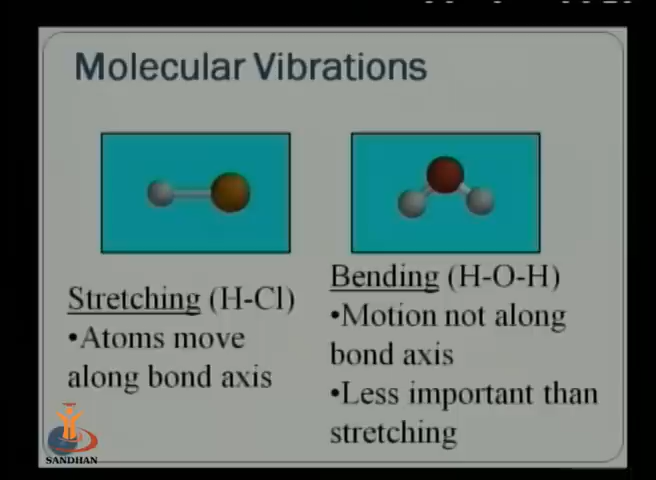 Molecular Vibrations
Stretching (H-Cl)
•Atoms move
along bond axis
Bending (H-O-H)
•Motion not along
bond axis
•Less important than
stretching
SANDHAN